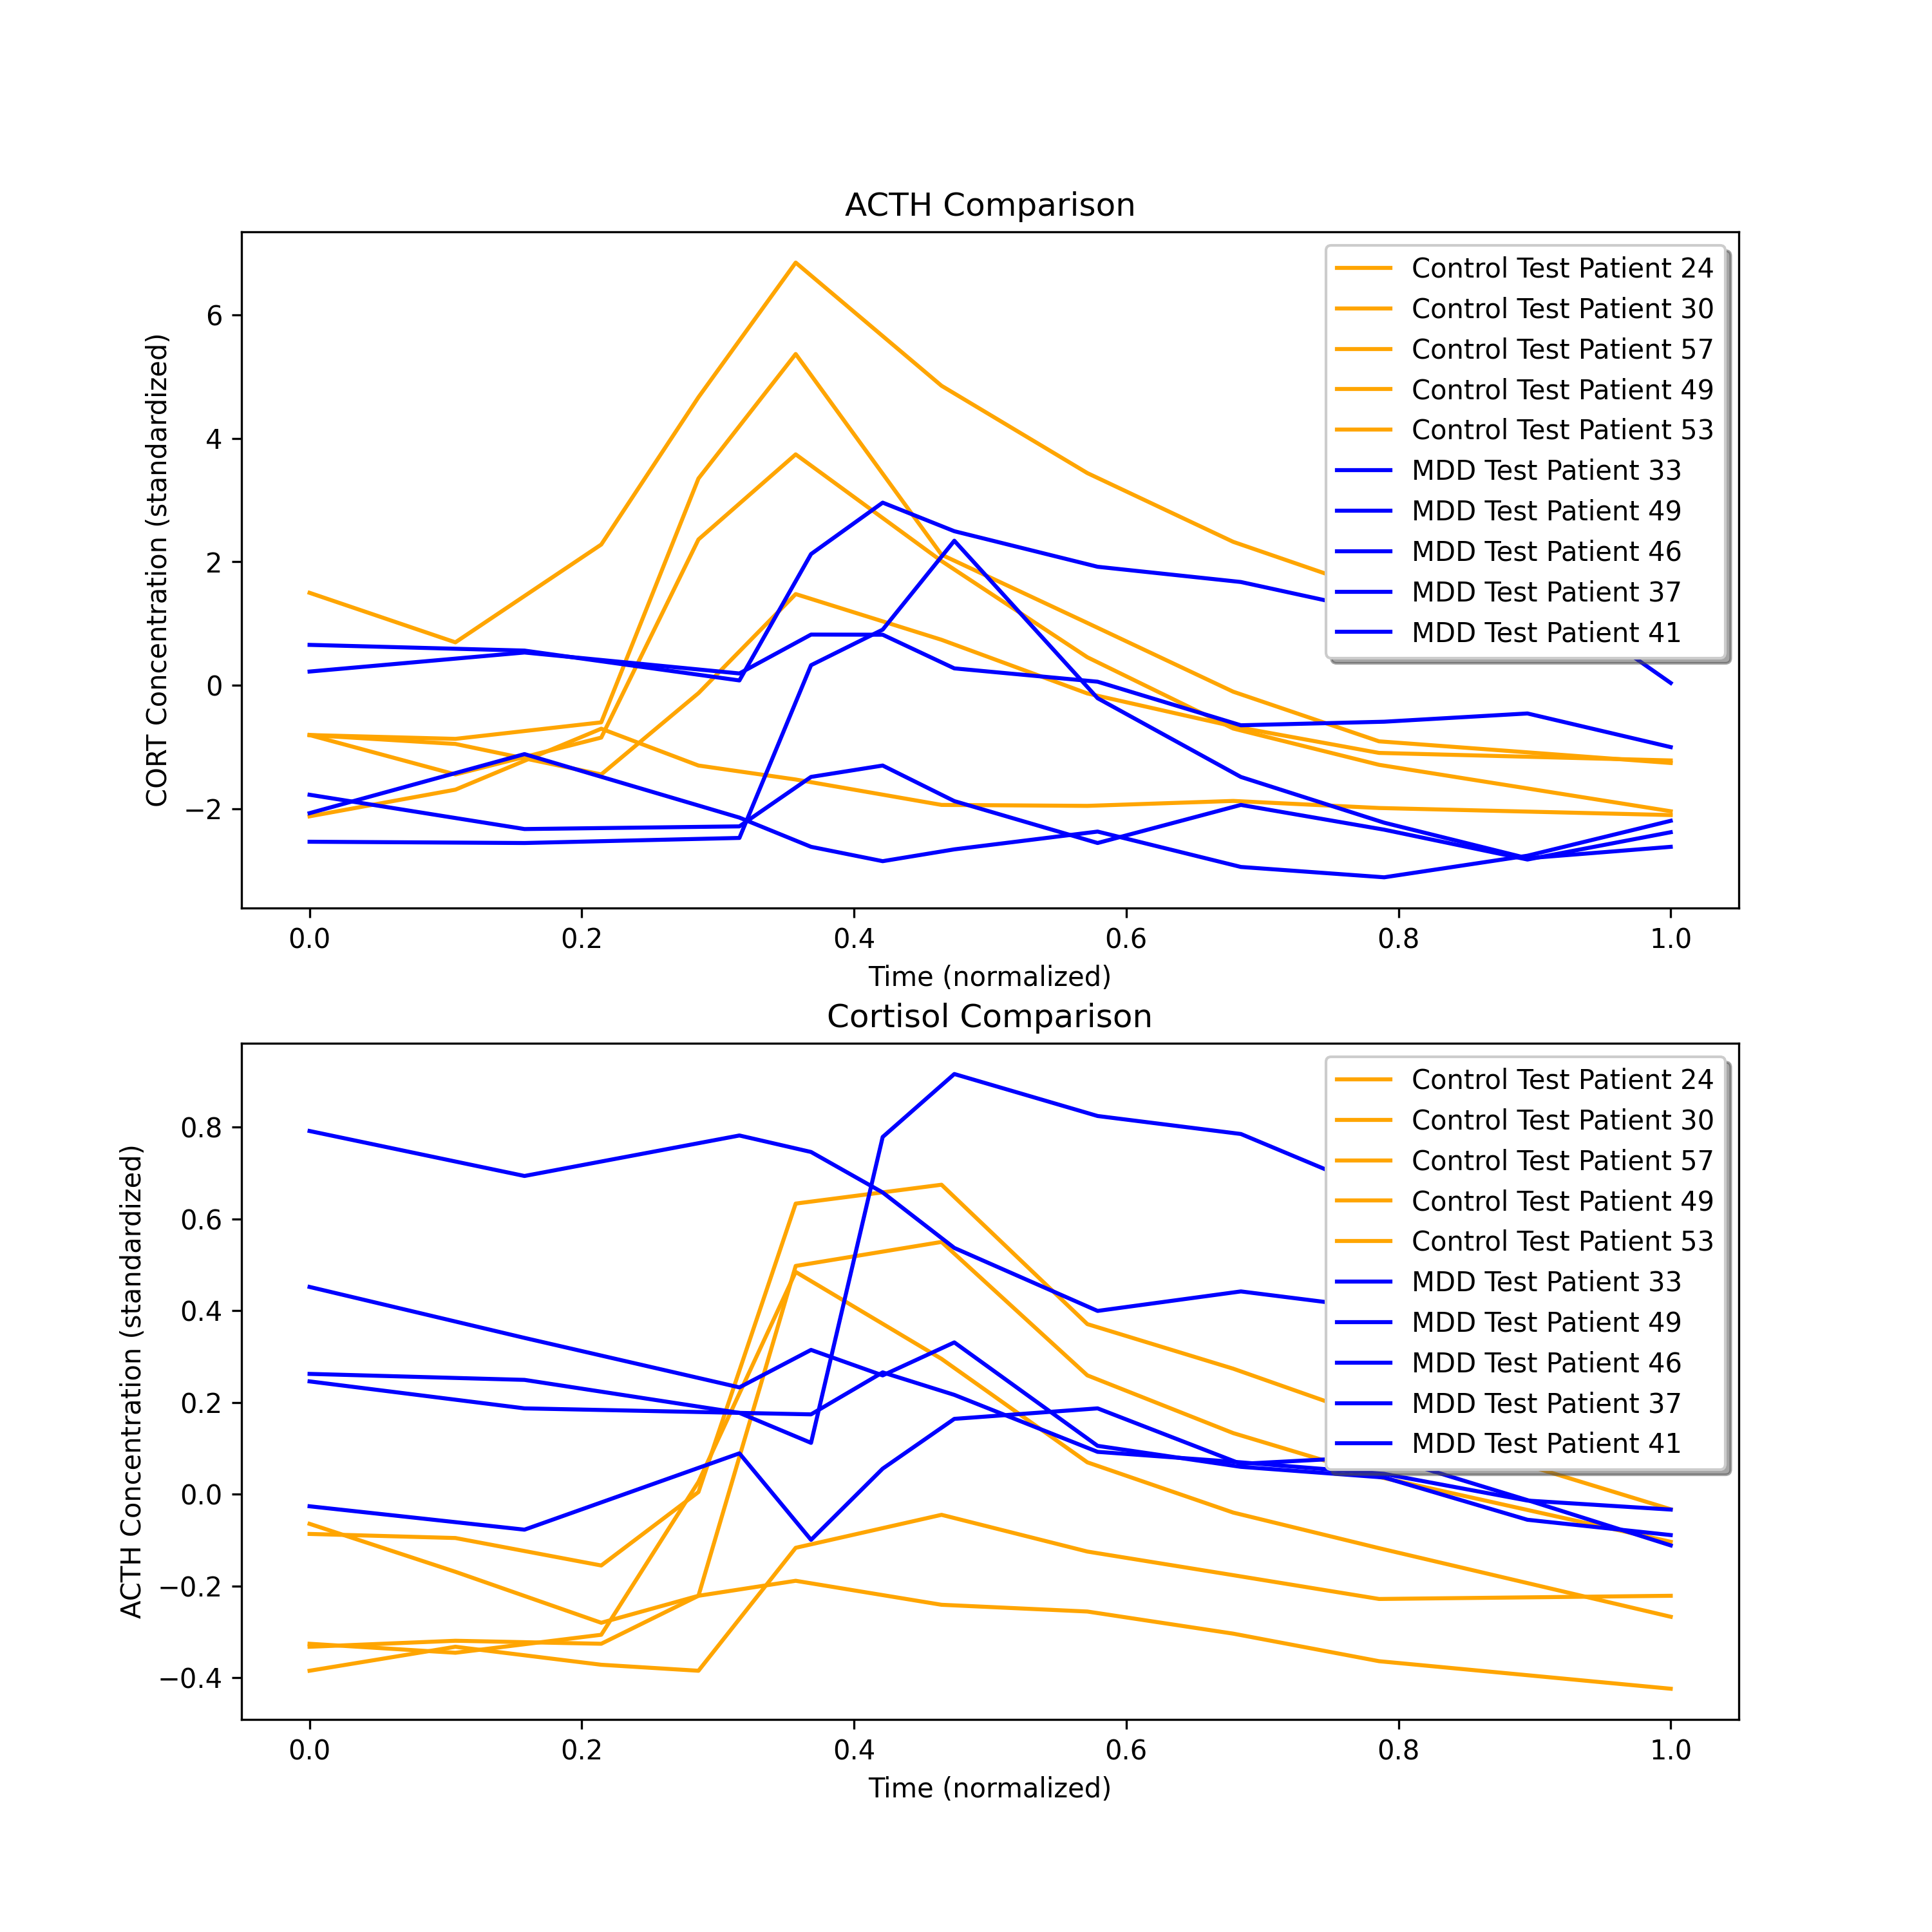 ACTH Comparison
CORT Concentration (standardized)
6
4
2
0
−2
Control Test Patient 24
Control Test Patient 30
Control Test Patient 57
Control Test Patient 49
Control Test Patient 53
MDD Test Patient 33
MDD Test Patient 49
MDD Test Patient 46
MDD Test Patient 37
MDD Test Patient 41
0.0 0.2 0.4 0.6 0.8 1.0
Time (normalized)
Cortisol Comparison
ACTH Concentration (standardized)
0.8
0.6
0.4
0.2
0.0
−0.2
−0.4
Control Test Patient 24
Control Test Patient 30
Control Test Patient 57
Control Test Patient 49
Control Test Patient 53
MDD Test Patient 33
MDD Test Patient 49
MDD Test Patient 46
MDD Test Patient 37
MDD Test Patient 41
0.0 0.2 0.4 0.6 0.8 1.0
Time (normalized)